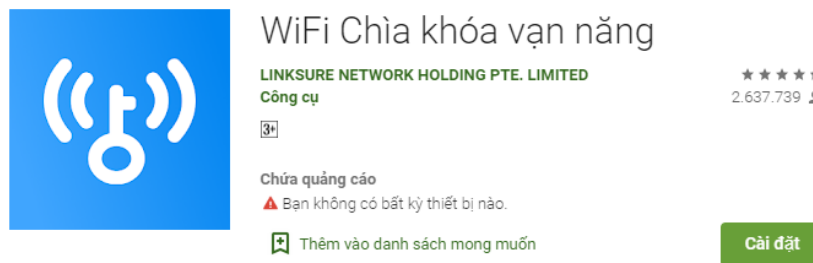 WiFi Chìa khóa vạn năng
LINKSURE NETWORK HOLDING PTE. LIMITED
Công cụ
2.637.739
3+
Chứa quảng cáo
Bạn không có bất kỳ thiết bị nào.
Thêm vào danh sách mong muốn
Cài đặt